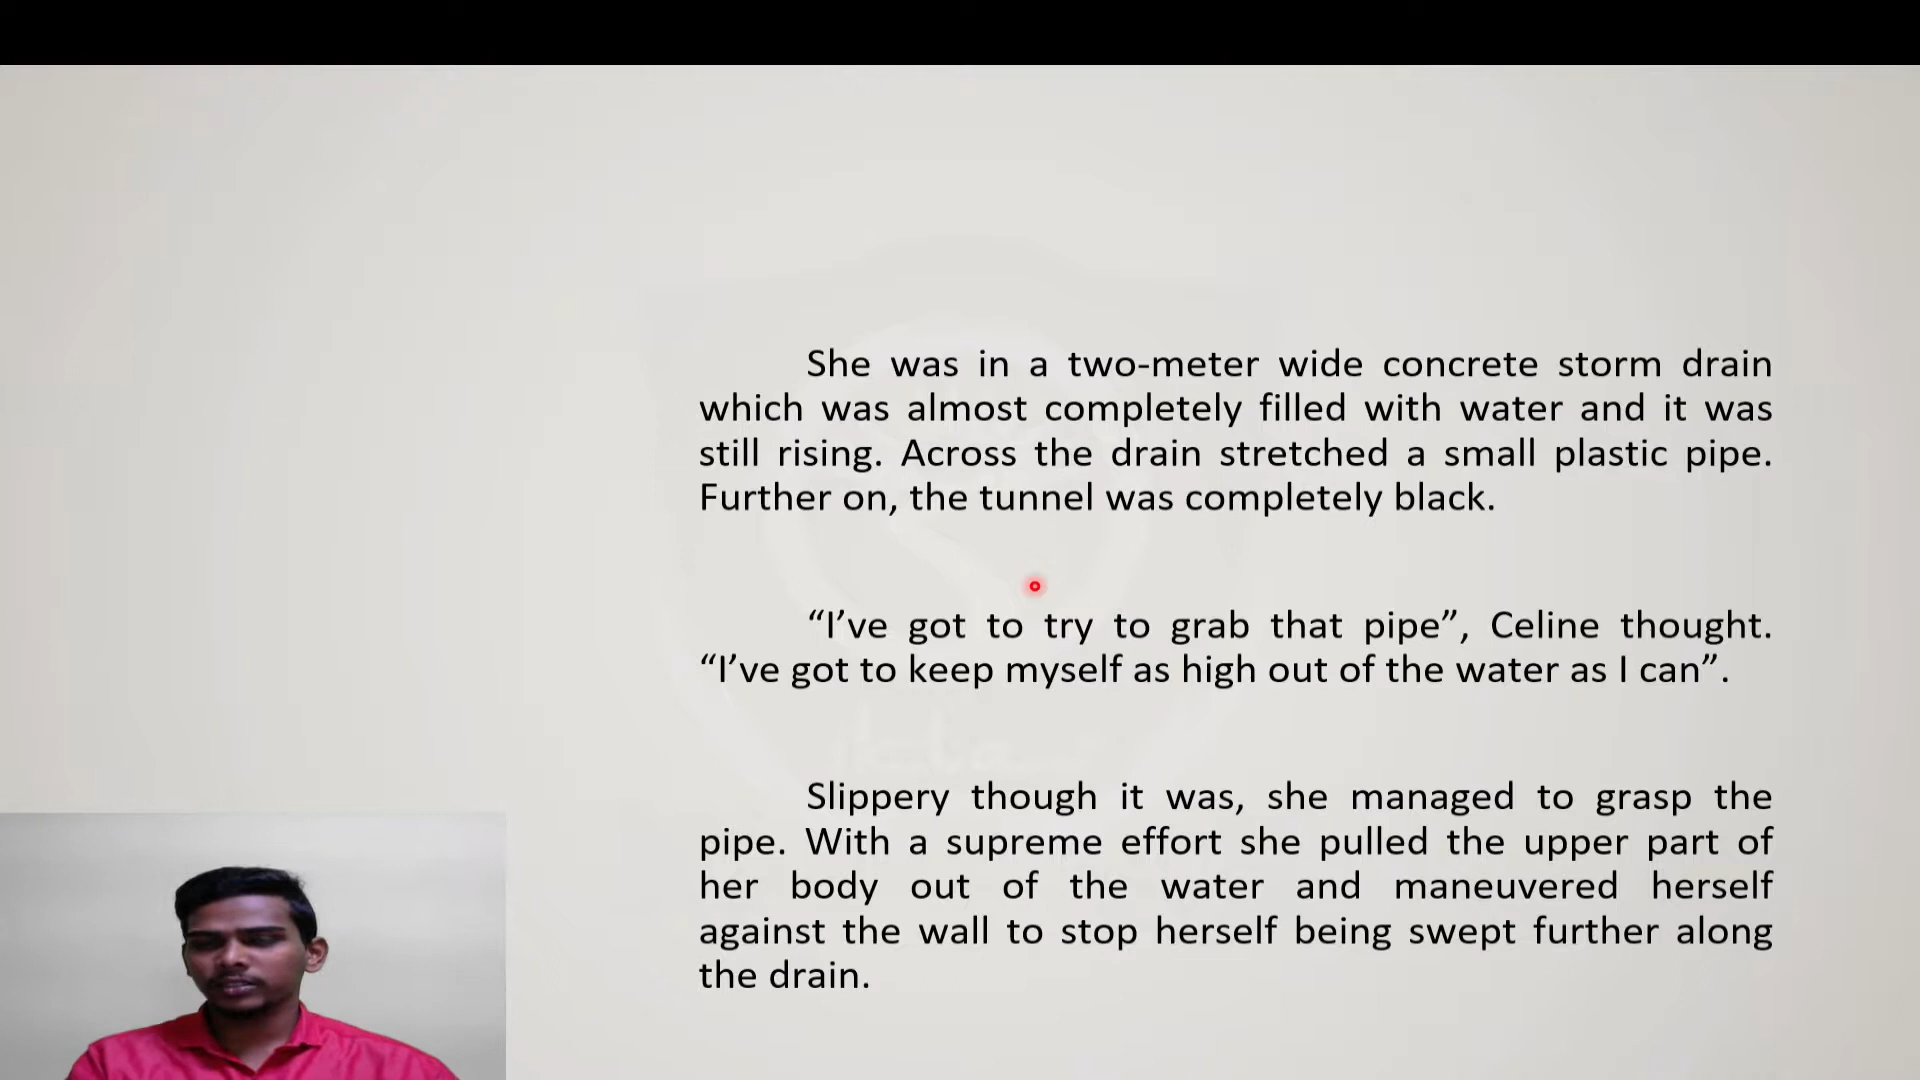 She was in a two-meter wide concrete storm drain
which was almost completely filled with water and it was
still rising. Across the drain stretched a small plastic pipe.
Further on, the tunnel was completely black.
“I’ve got to try to grab that pipe”, Celine thought.
“I’ve got to keep myself as high out of the water as I can”.
Slippery though it was, she managed to grasp the
pipe. With a supreme effort she pulled the upper part of
her body out of the water and maneuvered herself
against the wall to stop herself being swept further along
the drain.